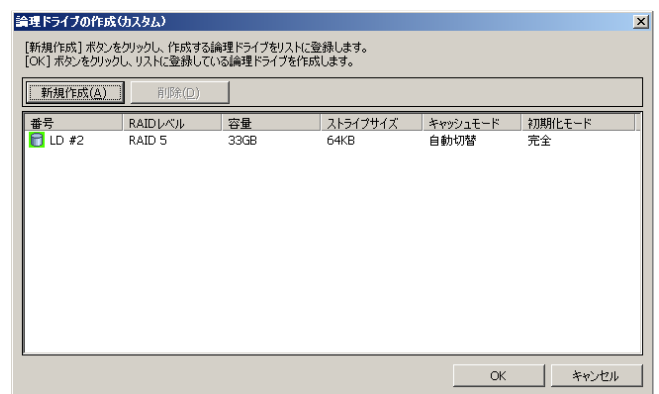 論理ドライブの作成(カスタム)
[新規作成] ボタンをクリックし、作成する論理ドライブをリストに登録します。
[OK] ボタンをクリックし、リストに登録している論理ドライブを作成します。
新規作成(A) 削除(D)
番号 RAIDレベル 容量 ストライプサイズ キャッシュモード 初期化モード
LD #2 RAID 5 33GB 64KB 自動切替 完全
OK キャンセル